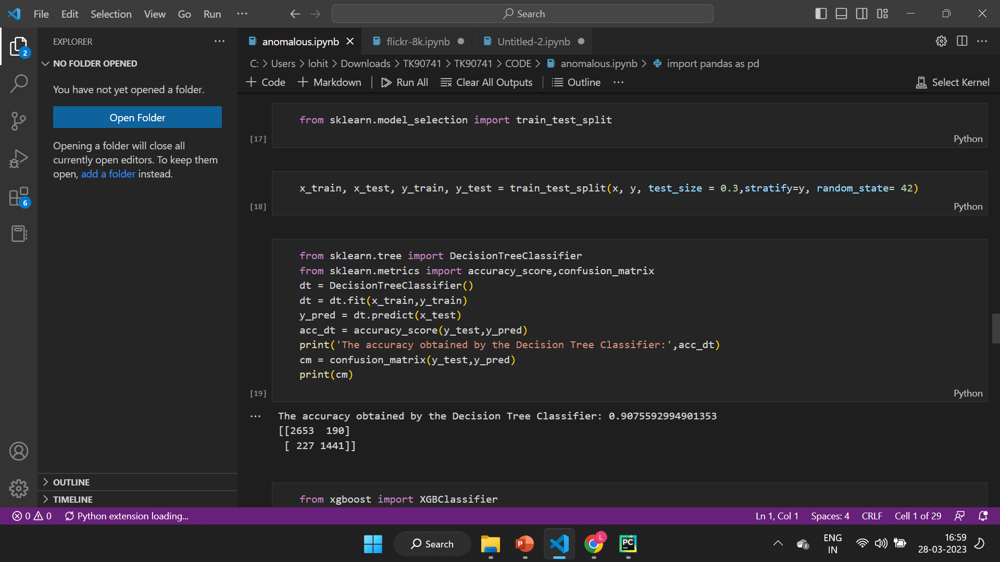 File Edit Selection View Go Run ··· Search
EXPLORER ···
2
NO FOLDER OPENED
You have not yet opened a folder.
Open Folder
Opening a folder will close all
currently open editors. To keep them
open, add a folder instead.
6
OUTLINE
TIMELINE
anomalous.ipynb flickr-8k.ipynb Untitled-2.ipynb ···
C: > Users > lohit > Downloads > TK90741 > TK90741 > CODE > anomalous.ipynb > import pandas as pd
+ Code + Markdown Run All Clear All Outputs Outline ··· Select Kernel
from sklearn.model_selection import train_test_split
[17] Python
x_train, x_test, y_train, y_test = train_test_split(x, y, test_size = 0.3,stratify=y, random_state= 42)
[18] Python
from sklearn.tree import DecisionTreeClassifier
from sklearn.metrics import accuracy_score,confusion_matrix
dt = DecisionTreeClassifier()
dt = dt.fit(x_train,y_train)
y_pred = dt.predict(x_test)
acc_dt = accuracy_score(y_test,y_pred)
print('The accuracy obtained by the Decision Tree Classifier:',acc_dt)
cm = confusion_matrix(y_test,y_pred)
print(cm)
[19] Python
··· The accuracy obtained by the Decision Tree Classifier: 0.9075592994901353
[[2653  190]
 [ 227 1441]]
from xgboost import XGBClassifier
0 0 Python extension loading... Ln 1, Col 1 Spaces: 4 CRLF Cell 1 of 29
Search P L PC
ENG
IN
16:59
28-03-2023